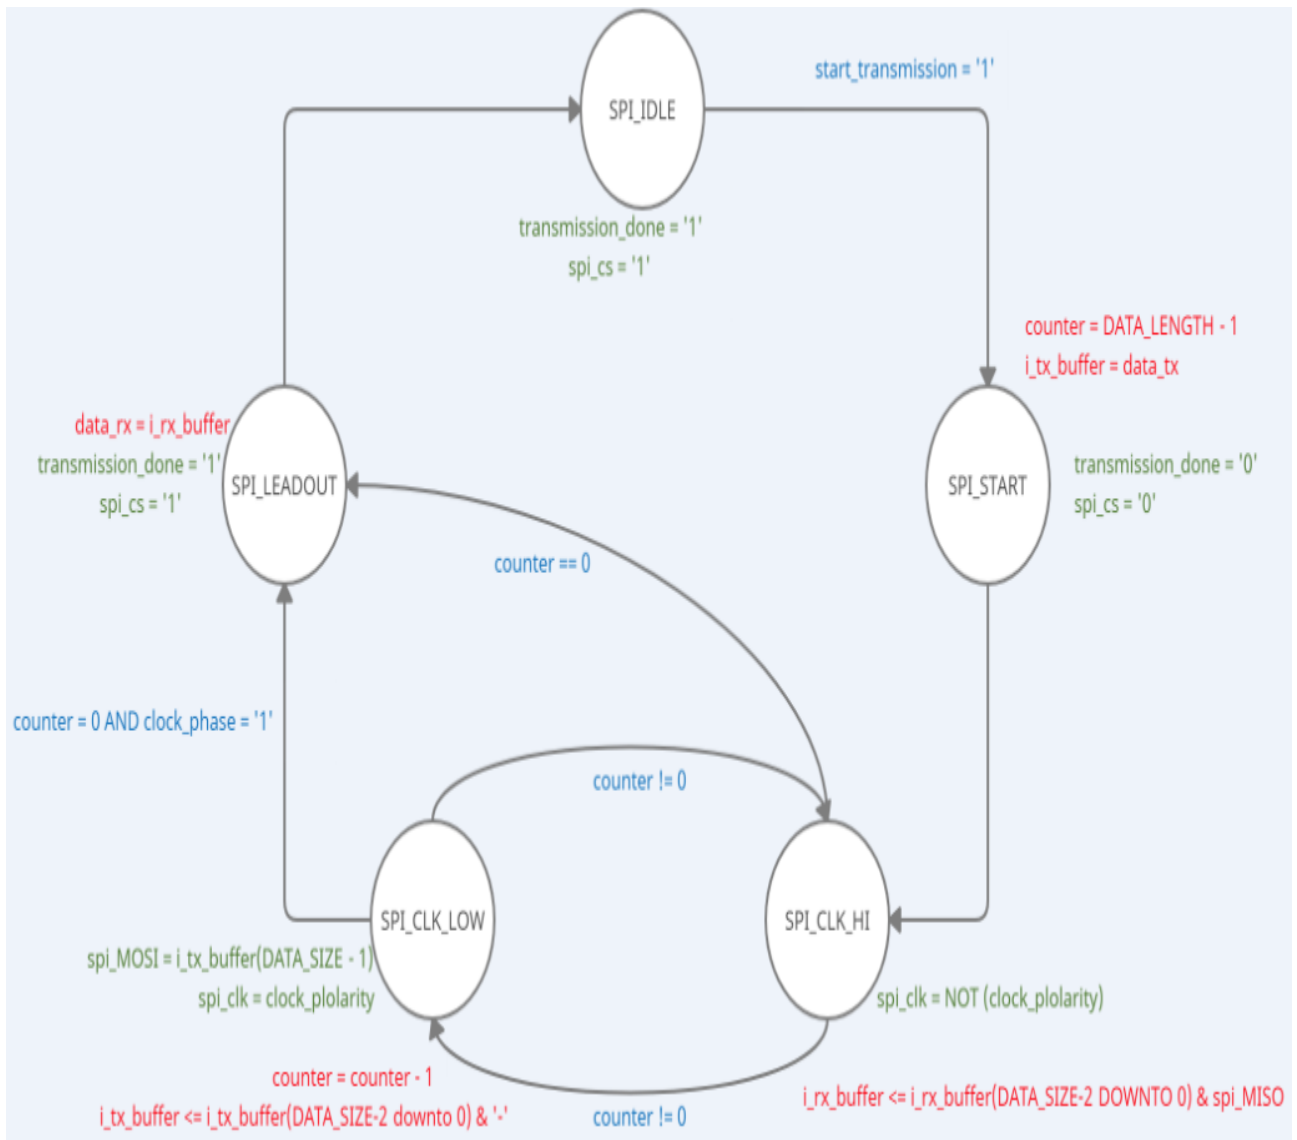 start_transmission = '1'
SPI_IDLE
transmission_done = '1'
spi_cs = '1'
counter = DATA_LENGTH - 1
i_tx_buffer = data_tx
data_rx = i_rx_buffer
transmission_done = '1'
spi_cs = '1'
SPI_LEADOUT
SPI_START
transmission_done = '0'
spi_cs = '0'
counter == 0
counter = 0 AND clock_phase = '1'
counter != 0
SPI_CLK_LOW
SPI_CLK_HI
spi_MOSI = i_tx_buffer(DATA_SIZE - 1)
spi_clk = clock_plolarity
spi_clk = NOT (clock_plolarity)
counter = counter - 1
i_tx_buffer <= i_tx_buffer(DATA_SIZE-2 downto 0) & '-'
counter != 0
i_rx_buffer <= i_rx_buffer(DATA_SIZE-2 DOWNTO 0) & spi_MISO